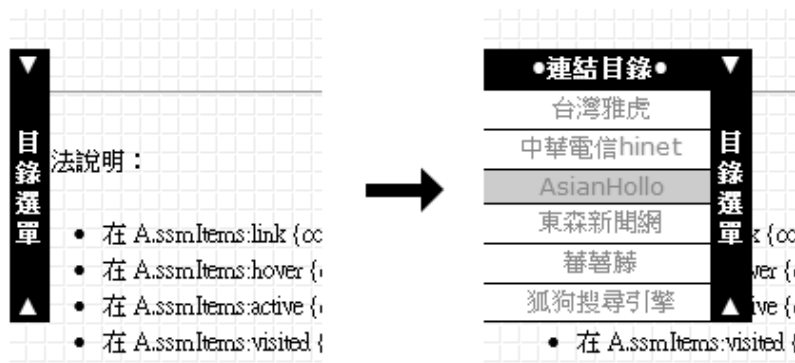 ▼
目錄選單
▲
法說明：
• 在 A.ssmItems:link {co
• 在 A.ssmItems:hover {
• 在 A.ssmItems:active {
• 在 A.ssmItems:visited {
•連結目錄•
台灣雅虎
中華電信hinet
AsianHollo
東森新聞網
蕃薯藤
狐狗搜尋引擎
▼
目錄選單
▲
k {co
ver {
ive {
• 在 A.ssmItems:visited {